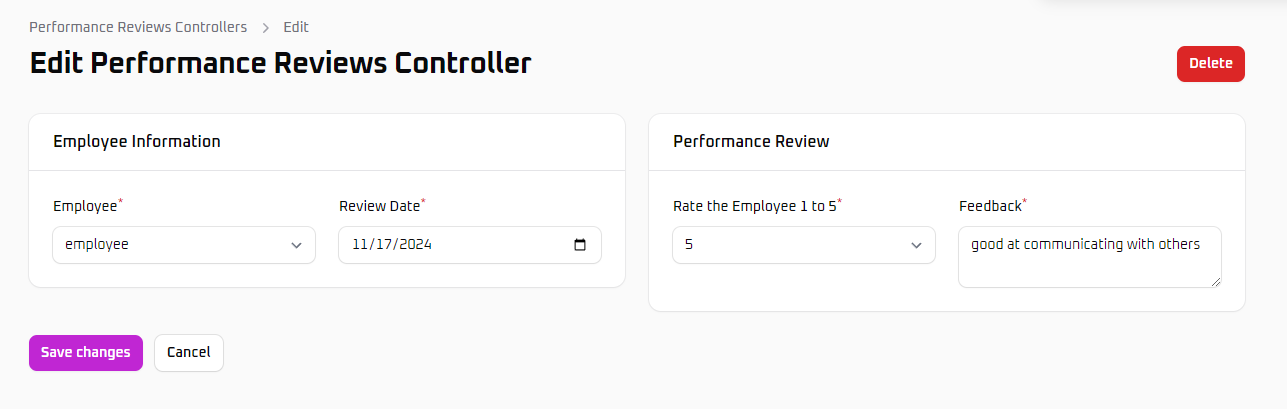 Performance Reviews Controllers > Edit
Edit Performance Reviews Controller
Delete
Employee Information
Employee*
Review Date*
employee
11/17/2024
Performance Review
Rate the Employee 1 to 5*
Feedback*
5
good at communicating with others
Save changes
Cancel